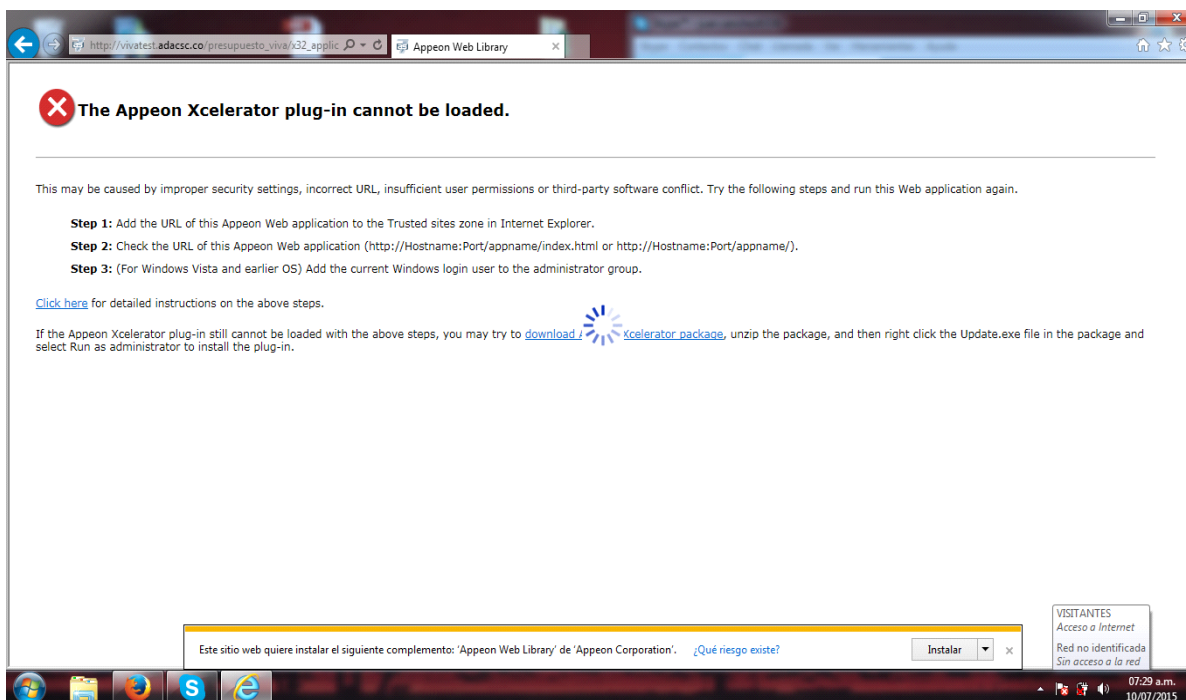 http://vivatest.adacsc.co/presupuesto_viva/x32_applic
Appeon Web Library
The Appeon Xcelerator plug-in cannot be loaded.
This may be caused by improper security settings, incorrect URL, insufficient user permissions or third-party software conflict. Try the following steps and run this Web application again.
Step 1: Add the URL of this Appeon Web application to the Trusted sites zone in Internet Explorer.
Step 2: Check the URL of this Appeon Web application (http://Hostname:Port/appname/index.html or http://Hostname:Port/appname/).
Step 3: (For Windows Vista and earlier OS) Add the current Windows login user to the administrator group.
Click here for detailed instructions on the above steps.
If the Appeon Xcelerator plug-in still cannot be loaded with the above steps, you may try to download Xcelerator package, unzip the package, and then right click the Update.exe file in the package and
select Run as administrator to install the plug-in.
VISITANTES
Acceso a Internet
Red no identificada
Sin acceso a la red
Este sitio web quiere instalar el siguiente complemento: 'Appeon Web Library' de 'Appeon Corporation'. ¿Qué riesgo existe? Instalar
07:29 a.m.
10/07/2015